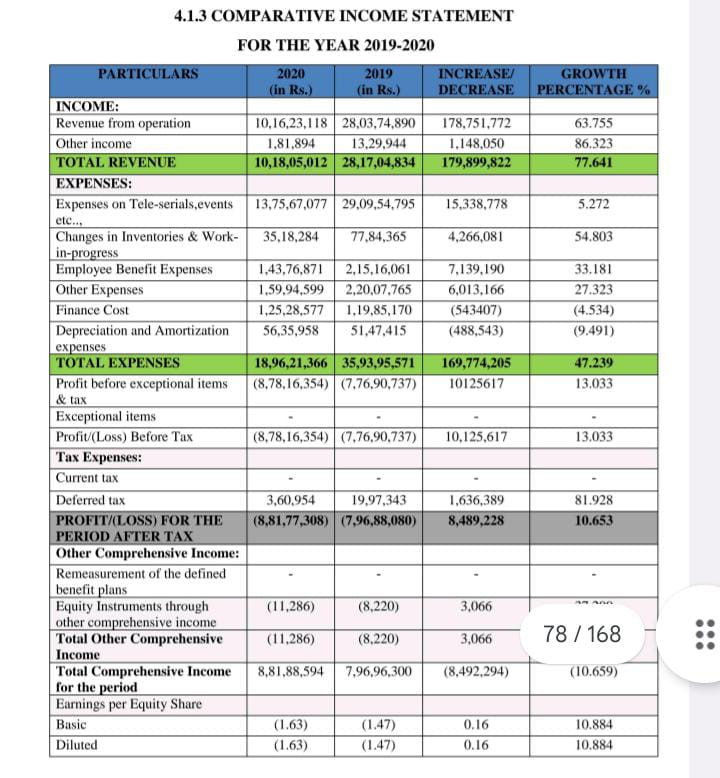 4.1.3 COMPARATIVE INCOME STATEMENT
FOR THE YEAR 2019-2020
PARTICULARS 2020 2019 INCREASE/ GROWTH
(in Rs.) (in Rs.) DECREASE PERCENTAGE %
INCOME:
Revenue from operation 10,16,23,118 28,03,74,890 178,751,772 63.755
Other income 1,81,894 13,29,944 1,148,050 86.323
TOTAL REVENUE 10,18,05,012 28,17,04,834 179,899,822 77.641
EXPENSES:
Expenses on Tele-serials,events 13,75,67,077 29,09,54,795 15,338,778 5.272
etc..,
Changes in Inventories & Work- 35,18,284 77,84,365 4,266,081 54.803
in-progress
Employee Benefit Expenses 1,43,76,871 2,15,16,061 7,139,190 33.181
Other Expenses 1,59,94,599 2,20,07,765 6,013,166 27.323
Finance Cost 1,25,28,577 1,19,85,170 (543407) (4.534)
Depreciation and Amortization 56,35,958 51,47,415 (488,543) (9.491)
expenses
TOTAL EXPENSES 18,96,21,366 35,93,95,571 169,774,205 47.239
Profit before exceptional items (8,78,16,354) (7,76,90,737) 10125617 13.033
& tax
Exceptional items - - - -
Profit/(Loss) Before Tax (8,78,16,354) (7,76,90,737) 10,125,617 13.033
Tax Expenses:
Current tax - - - -
Deferred tax 3,60,954 19,97,343 1,636,389 81.928
PROFIT/(LOSS) FOR THE (8,81,77,308) (7,96,88,080) 8,489,228 10.653
PERIOD AFTER TAX
Other Comprehensive Income:
Remeasurement of the defined - - - -
benefit plans
Equity Instruments through (11,286) (8,220) 3,066
other comprehensive income
Total Other Comprehensive (11,286) (8,220) 3,066
Income
78 / 168
Total Comprehensive Income 8,81,88,594 7,96,96,300 (8,492,294) (10.659)
for the period
Earnings per Equity Share
Basic (1.63) (1.47) 0.16 10.884
Diluted (1.63) (1.47) 0.16 10.884